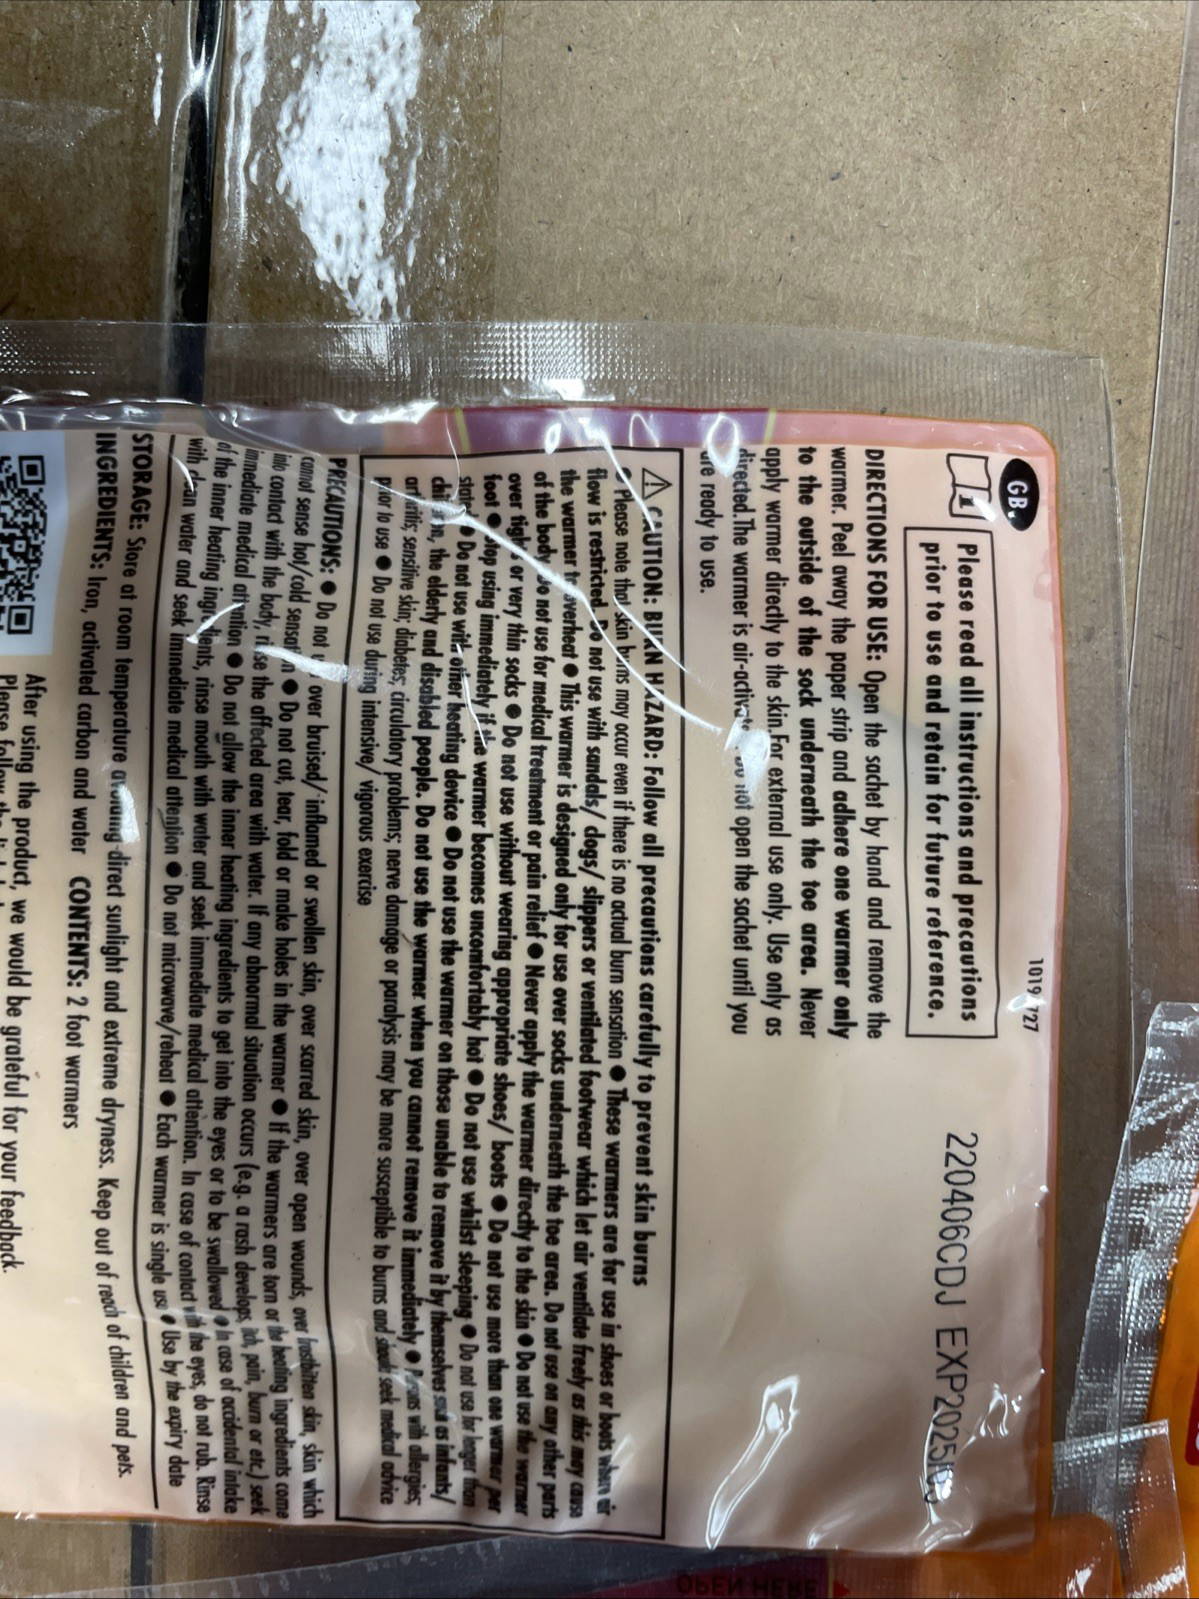 GB.
1019 727
220406CDJ EXP2025/
1
Please read all instructions and precautions
prior to use and retain for future reference.
DIRECTIONS FOR USE: Open the sachet by hand and remove the
warmer. Peel away the paper strip and adhere one warmer only
to the outside of the sock underneath the toe area. Never
apply warmer directly to the skin. For external use only. Use only as
directed. The warmer is air-activate. Do not open the sachet until you
are ready to use.
CAUTION: BURN HAZARD: Follow all precautions carefully to prevent skin burns
● Please note that skin burns may occur even if there is no actual burn sensation ● These warmers are for use in shoes or boots where air
flow is restricted. Do not use with sandals/ clogs/ slippers or ventilated footwear which let air ventilate freely as this may cause
the warmer to overheat ● This warmer is designed only for use over socks underneath the toe area. Do not use on any other parts
of the body. Do not use for medical treatment or pain relief ● Never apply the warmer directly to the skin ● Do not use the warmer
over tight or very thin socks ● Do not use without wearing appropriate shoes/ boots ● Do not use more than one warmer per
foot ● Stop using immediately if the warmer becomes uncomfortably hot ● Do not use whilst sleeping ● Do not use for longer than
stated ● Do not use with other heating device ● Do not use the warmer on those unable to remove it by themselves such as infants/
children, the elderly and disabled people. Do not use the warmer when you cannot remove it immediately ● Persons with allergies;
arthritic, sensitive skin; diabetes; circulatory problems; nerve damage or paralysis may be more susceptible to burns and should seek medical advice
prior to use ● Do not use during intensive/ vigorous exercise
PRECAUTIONS: ● Do not use over bruised/ inflamed or swollen skin, over scarred skin, over open wounds, over frostbitten skin, skin which
cannot sense hot/cold sensation ● Do not cut, tear, fold or make holes in the warmer ● If the warmers are torn or the heating ingredients come
into contact with the body, rinse the affected area with water. If any abnormal situation occurs (e.g. a rash develops, itch, pain, burn or etc.) seek
immediate medical attention ● Do not allow the inner heating ingredients to get into the eyes or to be swallowed ● In case of accidental intake
of the inner heating ingredients, rinse mouth with water and seek immediate medical attention. In case of contact with the eyes, do not rub. Rinse
with clean water and seek immediate medical attention ● Do not microwave/reheat ● Each warmer is single use ● Use by the expiry date
STORAGE: Store at room temperature avoiding direct sunlight and extreme dryness. Keep out of reach of children and pets.
INGREDIENTS: Iron, activated carbon and water CONTENTS: 2 foot warmers
After using the product, we would be grateful for your feedback.
Please follow the
OPEN HERE